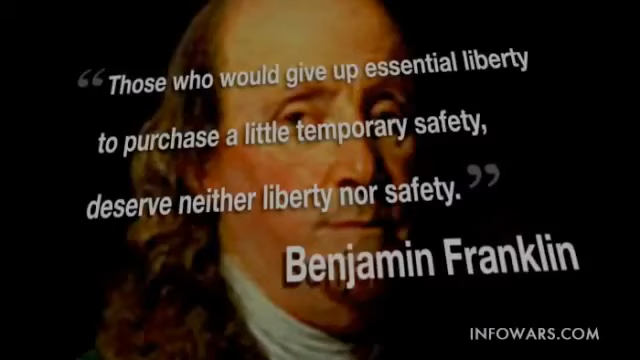 “Those who would give up essential liberty
to purchase a little temporary safety,
deserve neither liberty nor safety.”
Benjamin Franklin
INFOWARS.COM